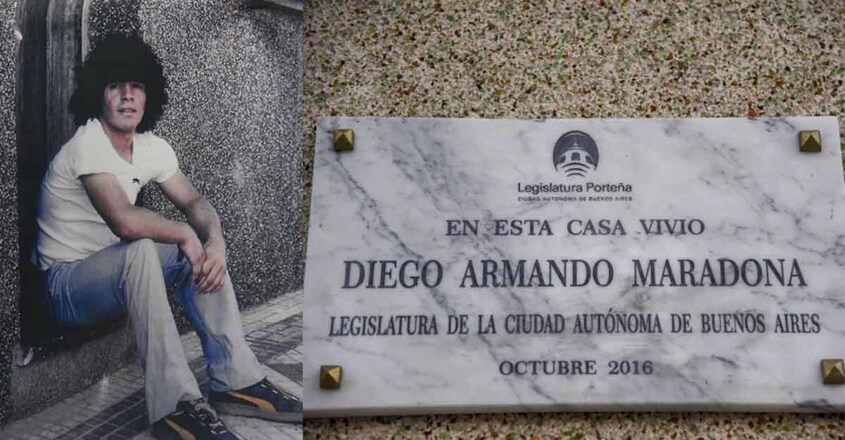 Legislatura Porteña
CIUDAD AUTÓNOMA DE BUENOS AIRES
EN ESTA CASA VIVIO
DIEGO ARMANDO MARADONA
LEGISLATURA DE LA CIUDAD AUTÓNOMA DE BUENOS AIRES
OCTUBRE 2016